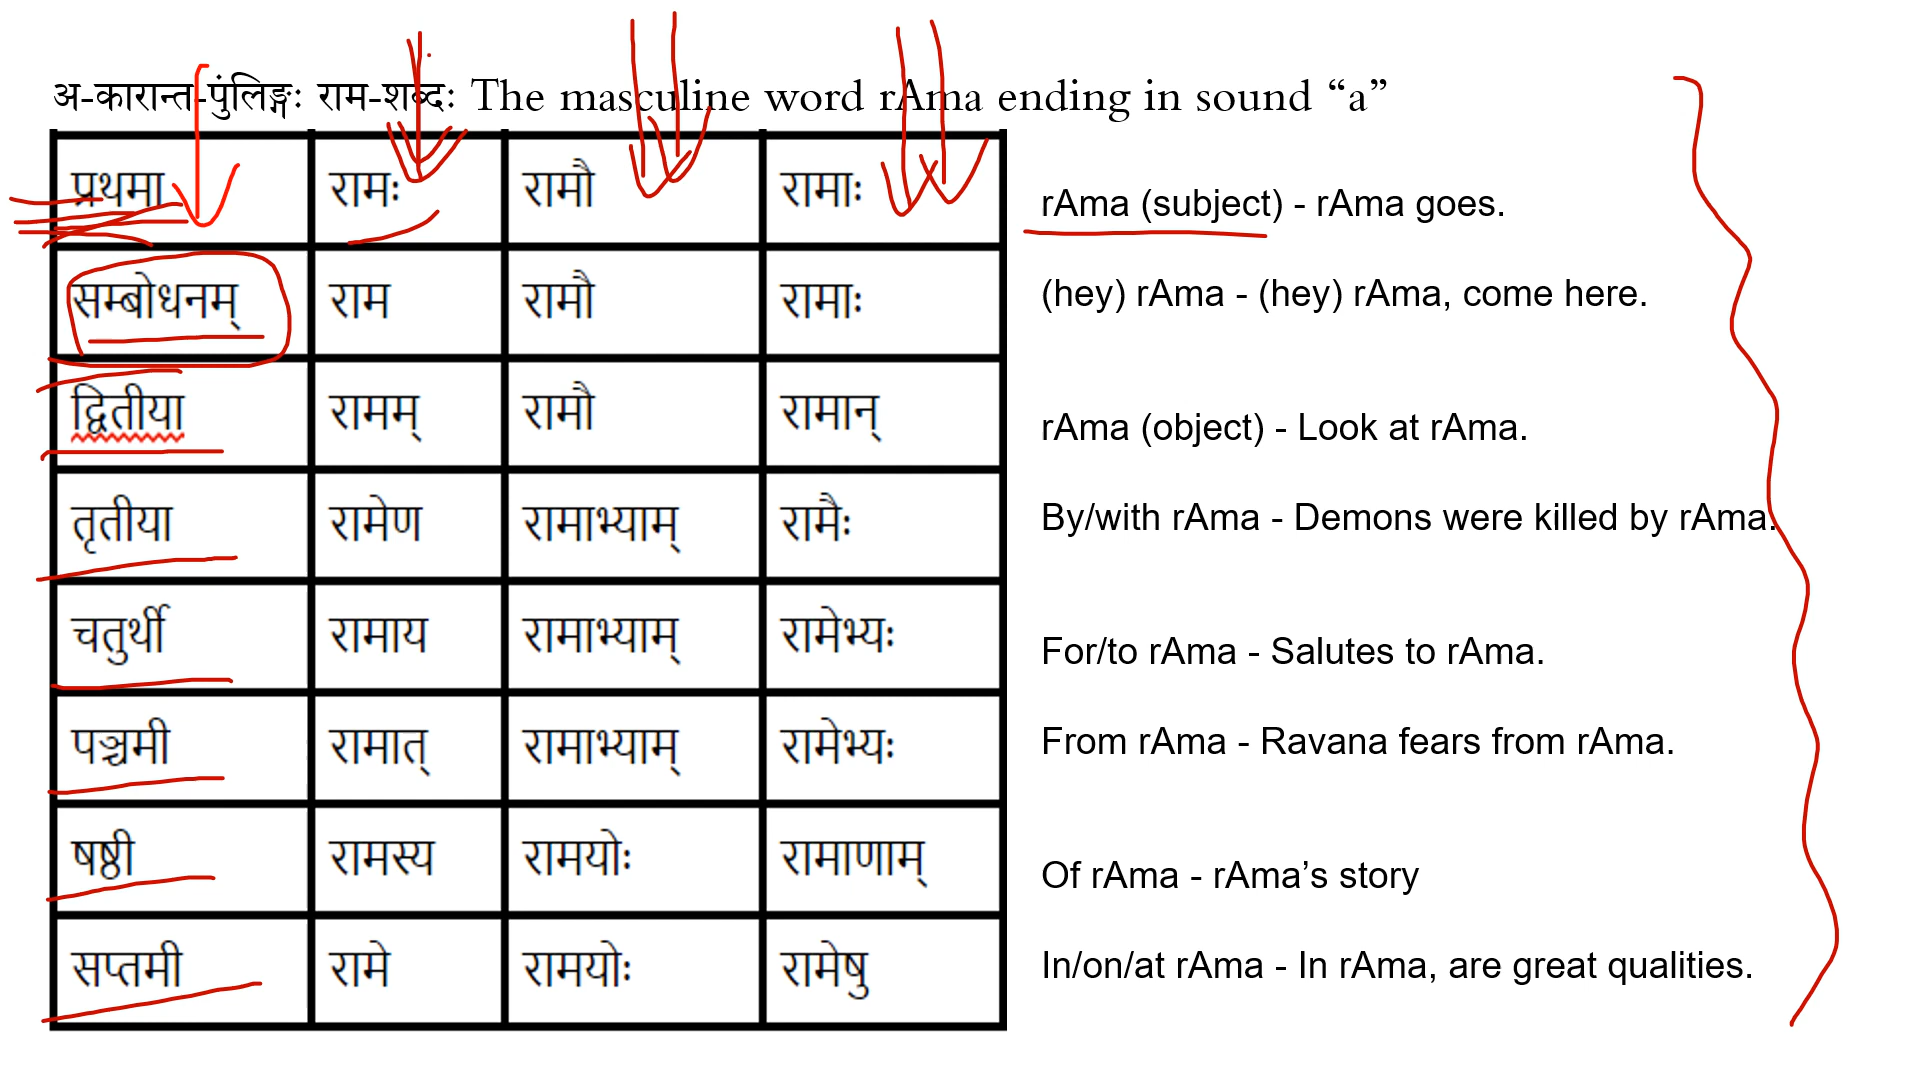 अ-कारान्त-पुंलिङ्गः राम-शब्दः The masculine word rAma ending in sound “a”
प्रथमा रामः रामौ रामाः rAma (subject) - rAma goes.
सम्बोधनम् राम रामौ रामाः (hey) rAma - (hey) rAma, come here.
द्वितीया रामम् रामौ रामान् rAma (object) - Look at rAma.
तृतीया रामेण रामाभ्याम् रामैः By/with rAma - Demons were killed by rAma.
चतुर्थी रामाय रामाभ्याम् रामेभ्यः For/to rAma - Salutes to rAma.
पञ्चमी रामात् रामाभ्याम् रामेभ्यः From rAma - Ravana fears from rAma.
षष्ठी रामस्य रामयोः रामाणाम् Of rAma - rAma’s story
सप्तमी रामे रामयोः रामेषु In/on/at rAma - In rAma, are great qualities.